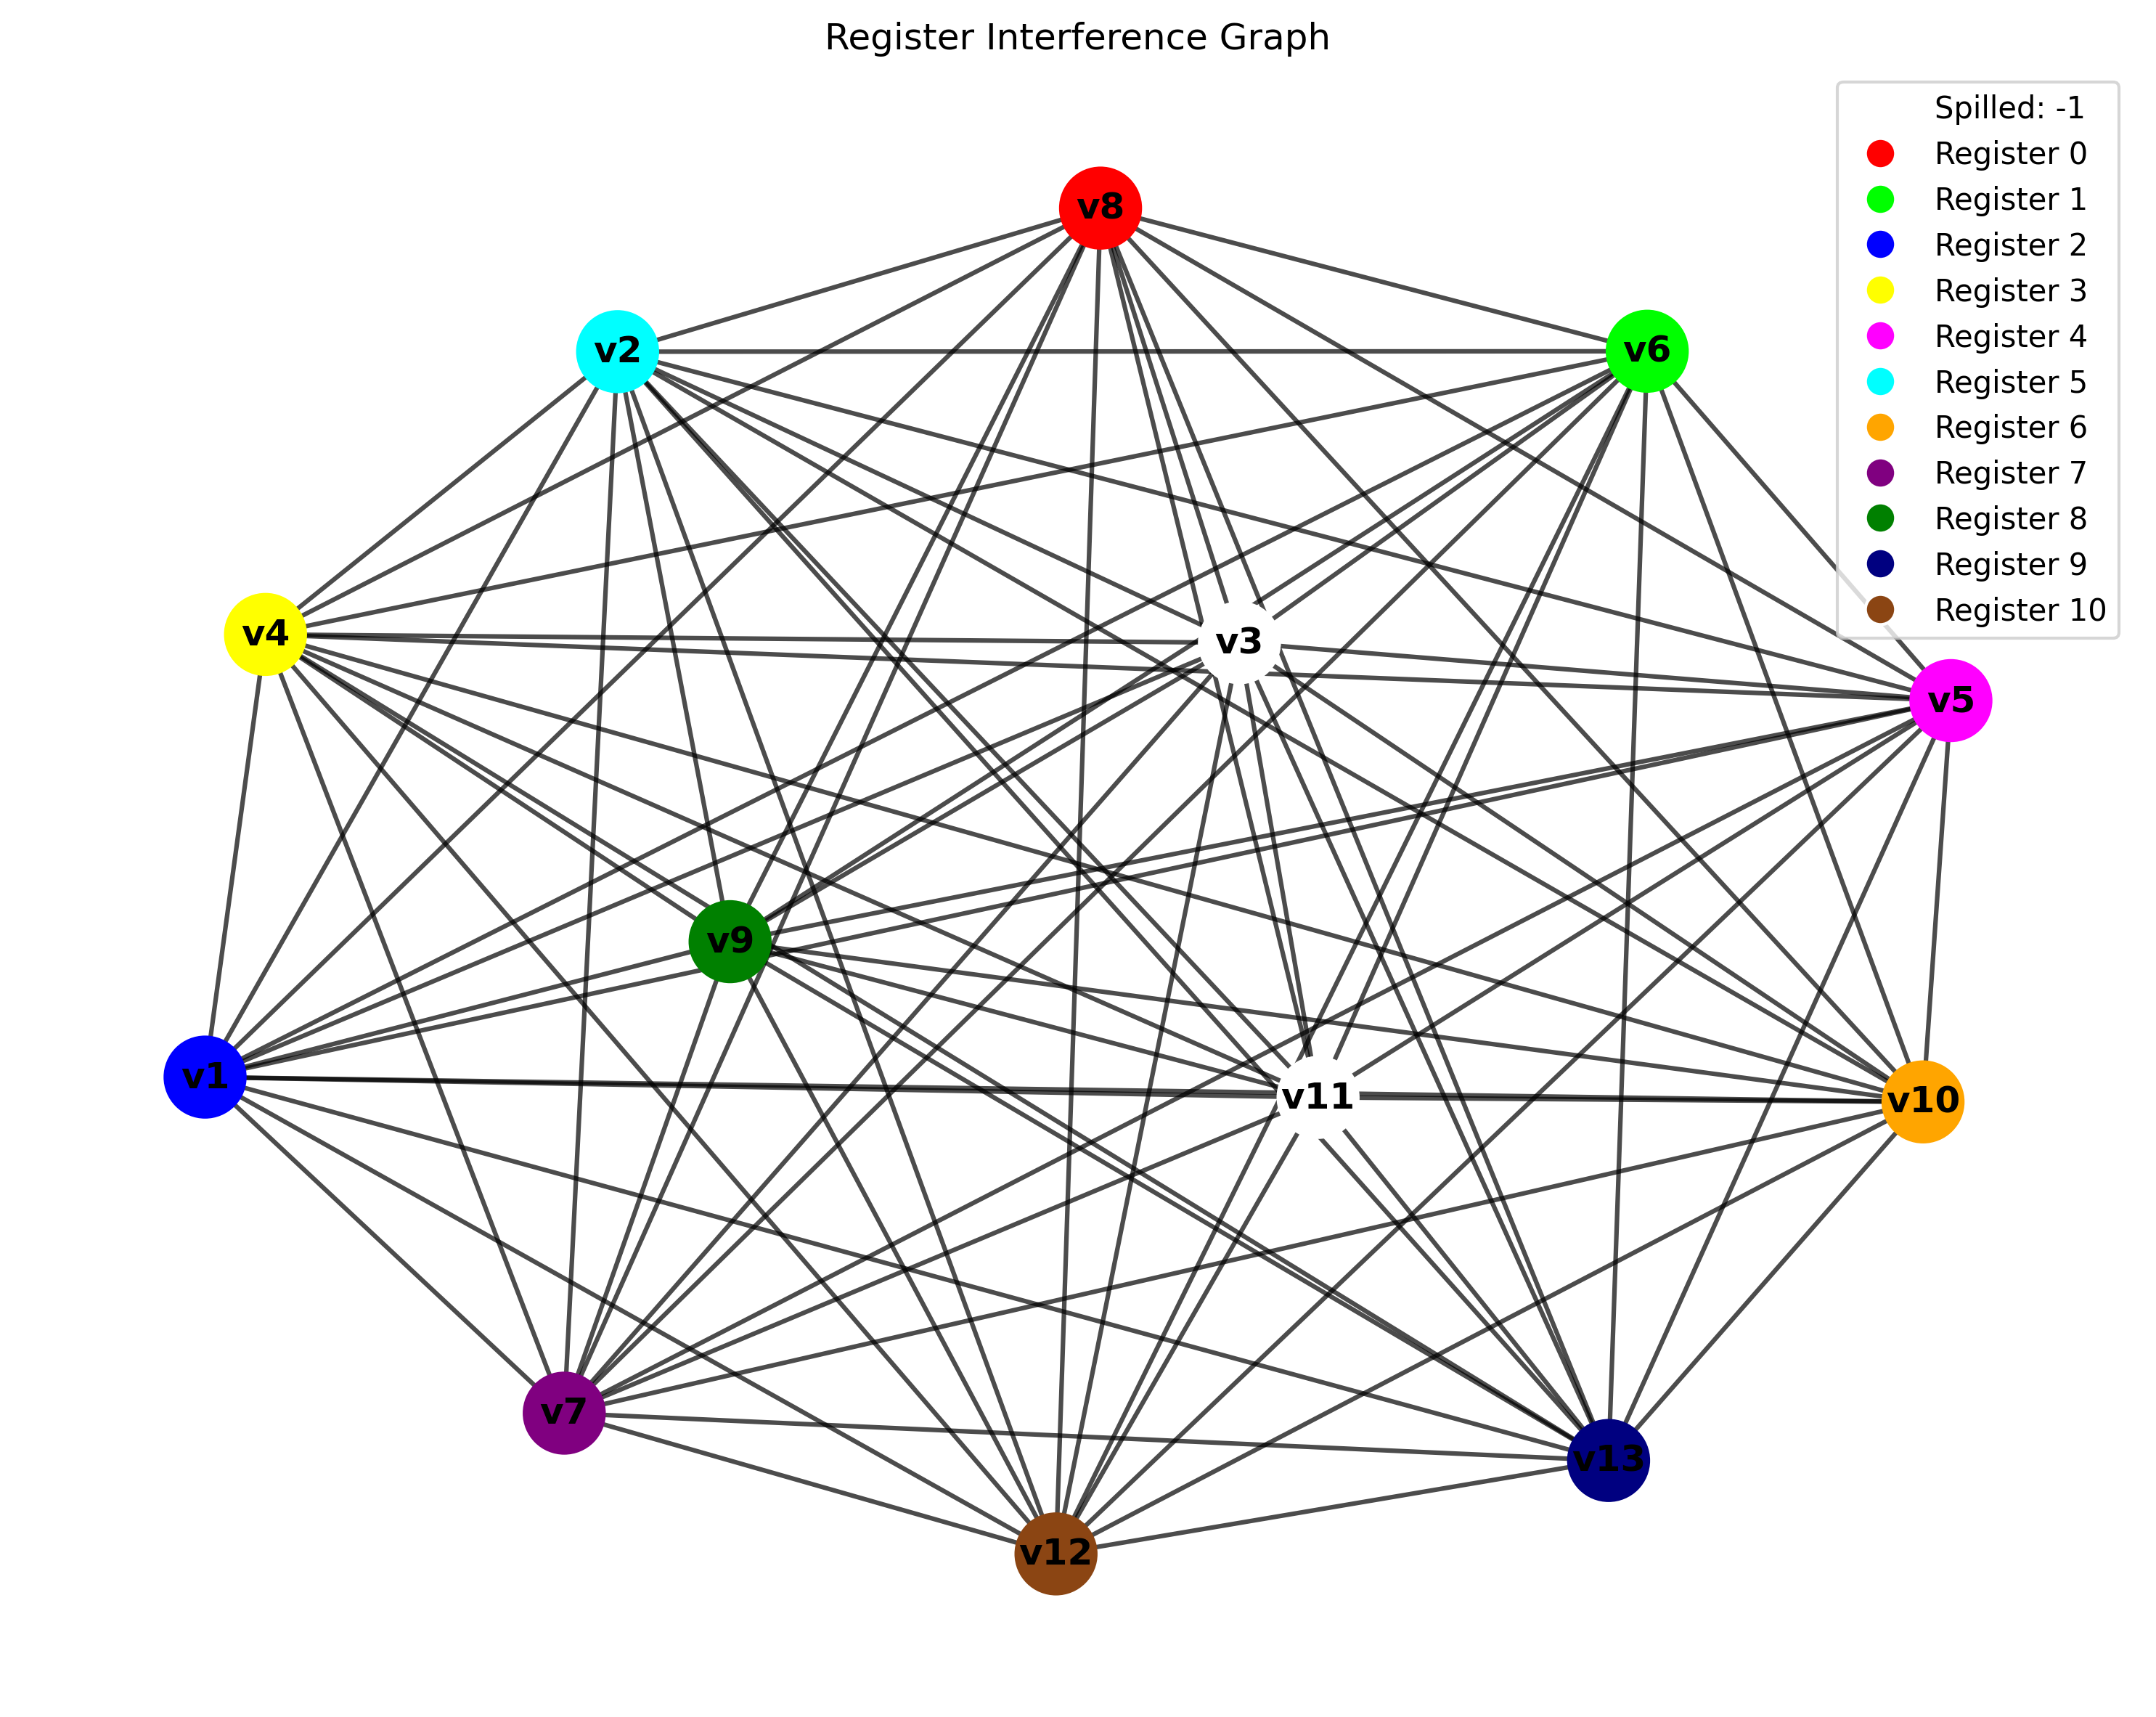 Register Interference Graph
Spilled: -1
Register 0
Register 1
Register 2
Register 3
Register 4
Register 5
Register 6
Register 7
Register 8
Register 9
Register 10
v8
v2
v6
v4
v3
v5
v9
v1
v11
v10
v7
v13
v12